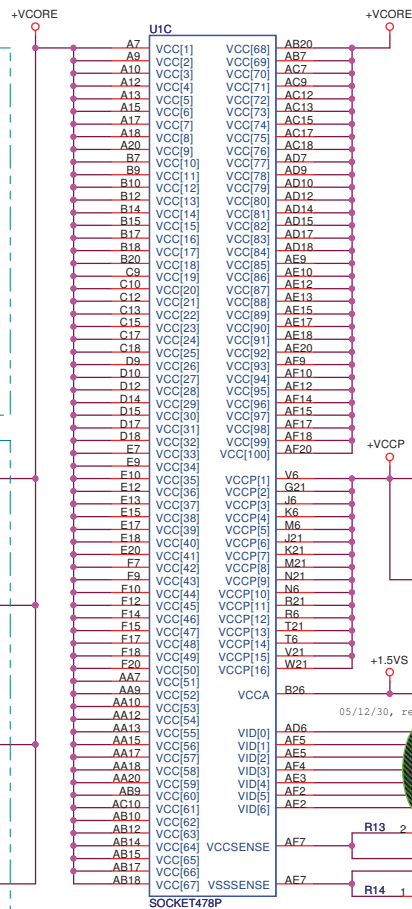 +VCORE +VCORE
U1C
A7 VCC[1] VCC[68] AB20
A9 VCC[2] VCC[69] AB7
A10 VCC[3] VCC[70] AC7
A12 VCC[4] VCC[71] AC9
A13 VCC[5] VCC[72] AC12
A15 VCC[6] VCC[73] AC13
A17 VCC[7] VCC[74] AC15
A18 VCC[8] VCC[75] AC17
A20 VCC[9] VCC[76] AC18
B7 VCC[10] VCC[77] AD7
B9 VCC[11] VCC[78] AD9
B10 VCC[12] VCC[79] AD10
B12 VCC[13] VCC[80] AD12
B14 VCC[14] VCC[81] AD14
B15 VCC[15] VCC[82] AD15
B17 VCC[16] VCC[83] AD17
B18 VCC[17] VCC[84] AD18
B20 VCC[18] VCC[85] AE9
C9 VCC[19] VCC[86] AE10
C10 VCC[20] VCC[87] AE12
C12 VCC[21] VCC[88] AE13
C13 VCC[22] VCC[89] AE15
C15 VCC[23] VCC[90] AE17
C17 VCC[24] VCC[91] AE18
C18 VCC[25] VCC[92] AE20
D9 VCC[26] VCC[93] AF9
D10 VCC[27] VCC[94] AF10
D12 VCC[28] VCC[95] AF12
D14 VCC[29] VCC[96] AF14
D15 VCC[30] VCC[97] AF15
D17 VCC[31] VCC[98] AF17
D18 VCC[32] VCC[99] AF18
E7 VCC[33] VCC[100] AF20
+VCCP
E9 VCC[34]
E10 VCC[35] VCCP[1] V6
E12 VCC[36] VCCP[2] G21
E13 VCC[37] VCCP[3] J6
E15 VCC[38] VCCP[4] K6
E17 VCC[39] VCCP[5] M6
E18 VCC[40] VCCP[6] J21
E20 VCC[41] VCCP[7] K21
F7 VCC[42] VCCP[8] M21
F9 VCC[43] VCCP[9] N21
F10 VCC[44] VCCP[10] N6
F12 VCC[45] VCCP[11] R21
F14 VCC[46] VCCP[12] R6
F15 VCC[47] VCCP[13] T21
F17 VCC[48] VCCP[14] T6
F18 VCC[49] VCCP[15] V21
F20 VCC[50] VCCP[16] W21
+1.5VS
AA7 VCC[51]
AA9 VCC[52] VCCA B26
AA10 VCC[53]
05/12/30, re
AA12 VCC[54]
AA13 VCC[55] VID[0] AD6
AA15 VCC[56] VID[1] AF5
AA17 VCC[57] VID[2] AE5
AA18 VCC[58] VID[3] AF4
AA20 VCC[59] VID[4] AE3
AB9 VCC[60] VID[5] AF2
AC10 VCC[61] VID[6] AE2
AB10 VCC[62]
AB12 VCC[63] R13 2
AB14 VCC[64] VCCSENSE AF7
AB15 VCC[65]
AB17 VCC[66]
AB18 VCC[67] VSSSENSE AE7
R14 1
SOCKET478P